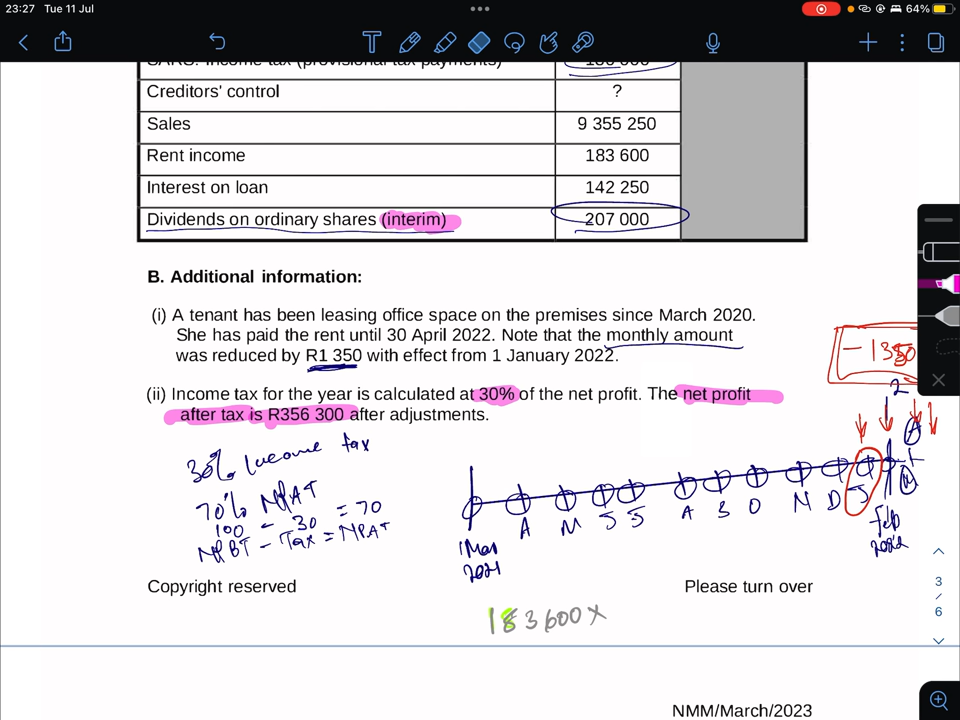 23:27 Tue 11 Jul
64%
Creditors' control ?
Sales 9 355 250
Rent income 183 600
Interest on loan 142 250
Dividends on ordinary shares (interim) 207 000
B. Additional information:
(i) A tenant has been leasing office space on the premises since March 2020.
She has paid the rent until 30 April 2022. Note that the monthly amount
was reduced by R1 350 with effect from 1 January 2022.
-1350
2
(ii) Income tax for the year is calculated at 30% of the net profit. The net profit
after tax is R356 300 after adjustments.
30% Income tax
70% NPAT
100 - 30 = 70
NPBT - Tax = NPAT
A M J J A S O N D J
1 Mar
2021
Feb
2022
A
M
Copyright reserved Please turn over
3
/
6
183600 X
NMM/March/2023